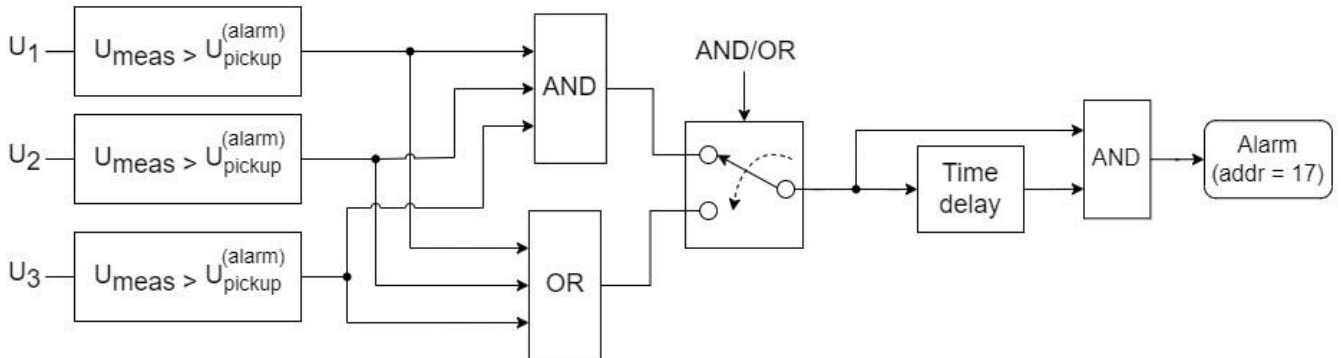 U1
Umeas > Upickup(alarm)
U2
Umeas > Upickup(alarm)
U3
Umeas > Upickup(alarm)
AND
OR
AND/OR
Time
delay
AND
Alarm
(addr = 17)